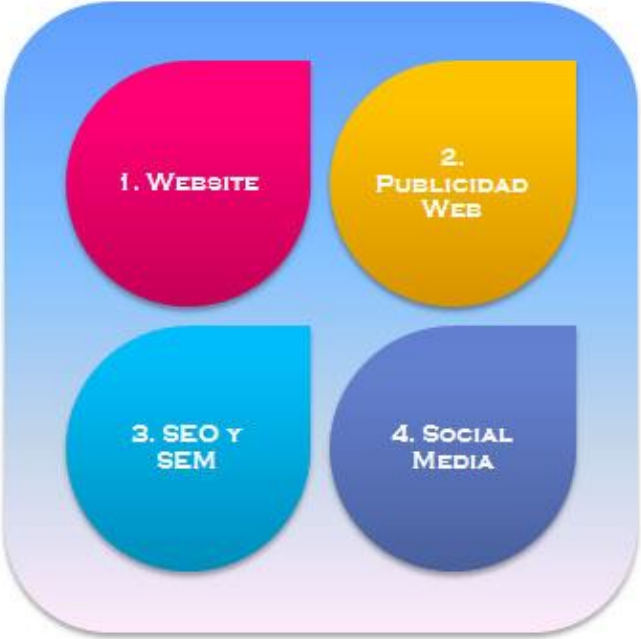 1. Website
2.
Publicidad
Web
3. SEO y
SEM
4. Social
Media